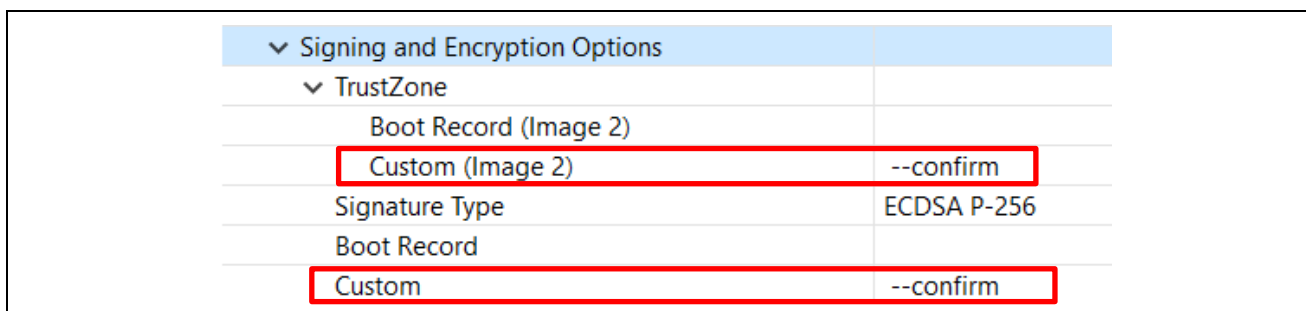 Signing and Encryption Options
TrustZone
Boot Record (Image 2)
Custom (Image 2) --confirm
Signature Type ECDSA P-256
Boot Record
Custom --confirm